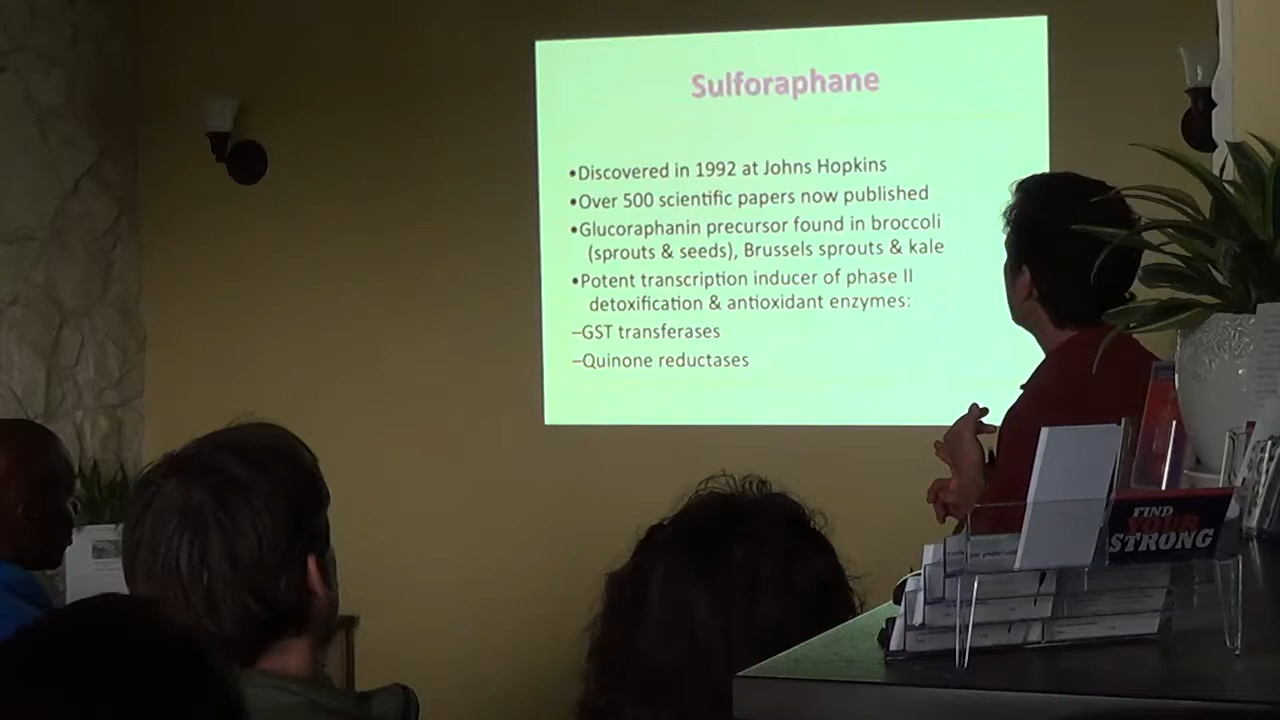 Sulforaphane
•Discovered in 1992 at Johns Hopkins
•Over 500 scientific papers now published
•Glucoraphanin precursor found in broccoli
(sprouts & seeds), Brussels sprouts & kale
•Potent transcription inducer of phase II
detoxification & antioxidant enzymes:
–GST transferases
–Quinone reductases
FIND
YOUR
STRONG